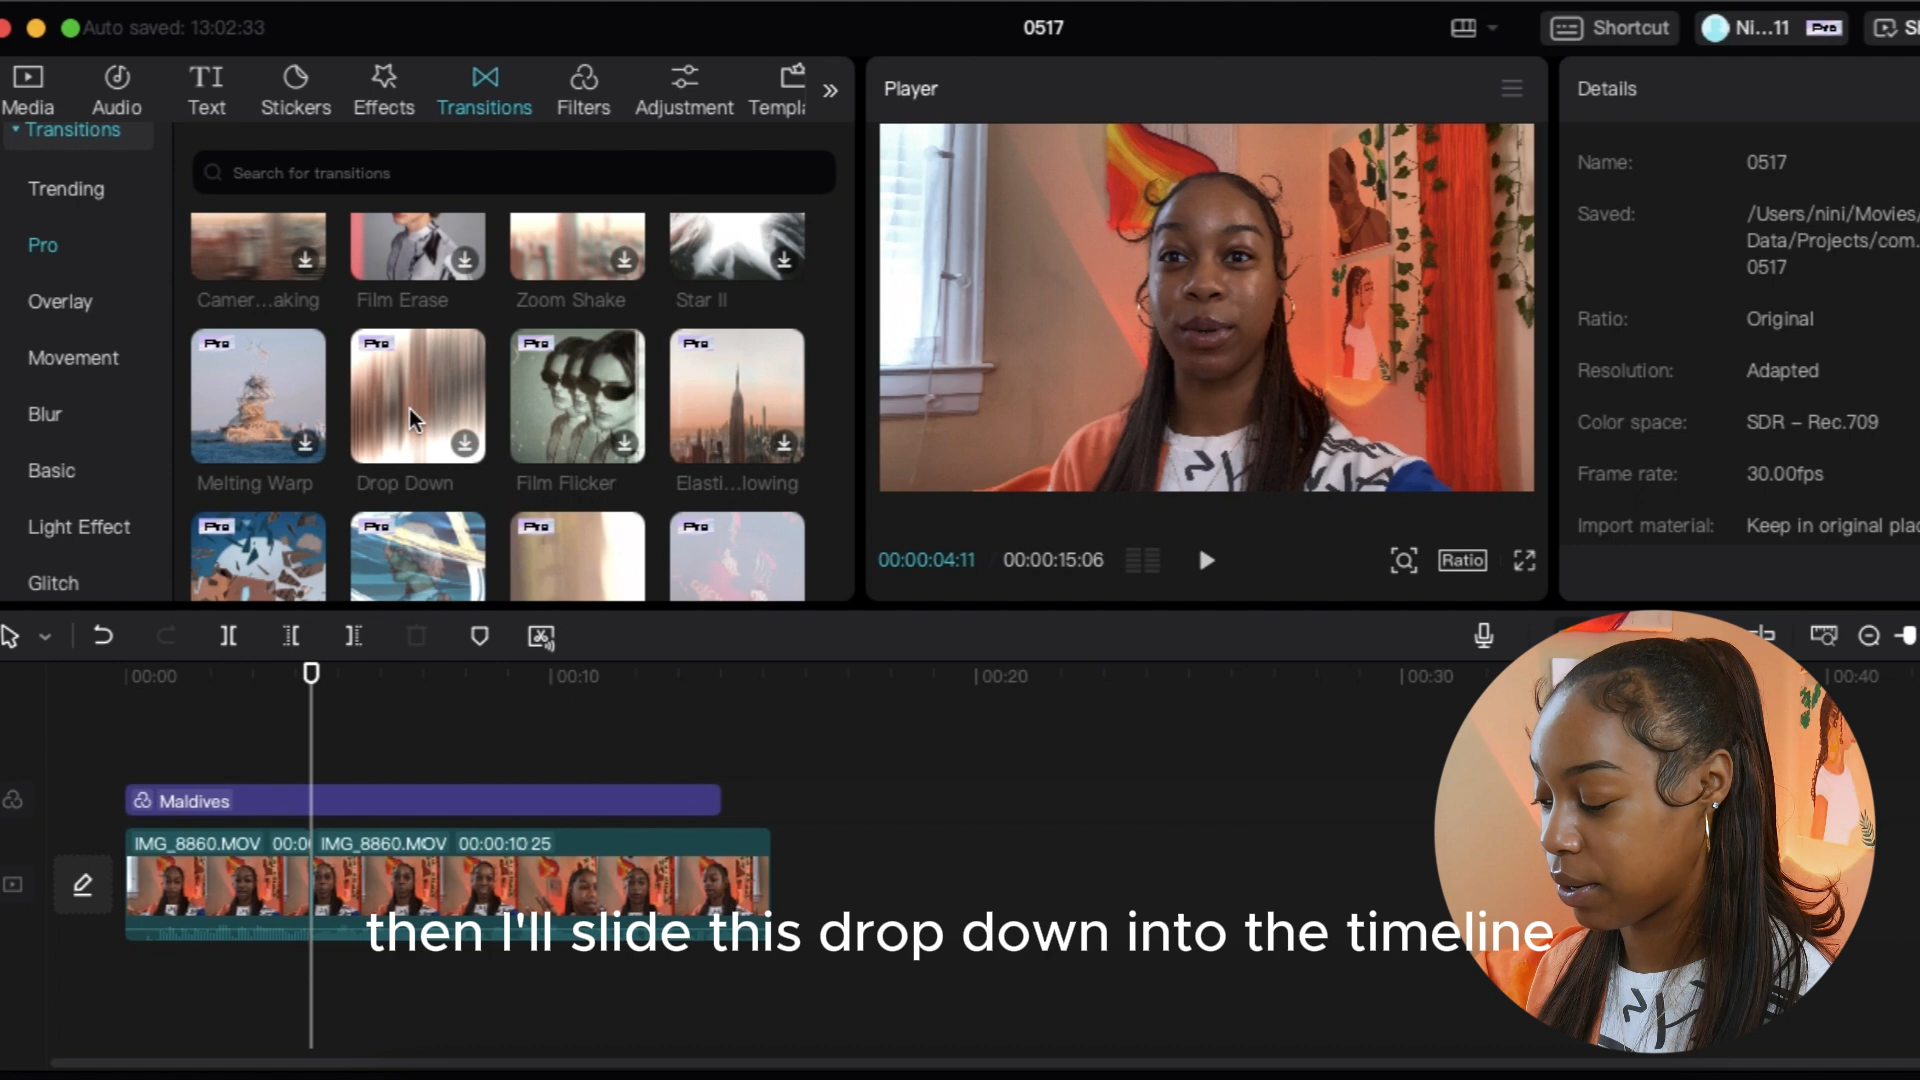 Auto saved: 13:02:33
0517
Shortcut
Ni...11
Pro
Media
Audio
TI
Text
Stickers
Effects
Transitions
Filters
Adjustment
Templa
Player
Details
Transitions
Trending
Pro
Overlay
Movement
Blur
Basic
Light Effect
Glitch
Search for transitions
Camer...aking
Film Erase
Zoom Shake
Star II
Pro
Pro
Pro
Pro
Melting Warp
Drop Down
Film Flicker
Elasti...lowing
Pro
Pro
Pro
Pro
00:00:04:11
00:00:15:06
Ratio
Name: 0517
Saved: /Users/nini/Movies/
Data/Projects/com.
0517
Ratio: Original
Resolution: Adapted
Color space: SDR – Rec.709
Frame rate: 30.00fps
Import material: Keep in original plac
00:00
00:10
00:20
00:30
00:40
Maldives
IMG_8860.MOV 00:0
IMG_8860.MOV 00:00:10:25
then I'll slide this drop down into the timeline